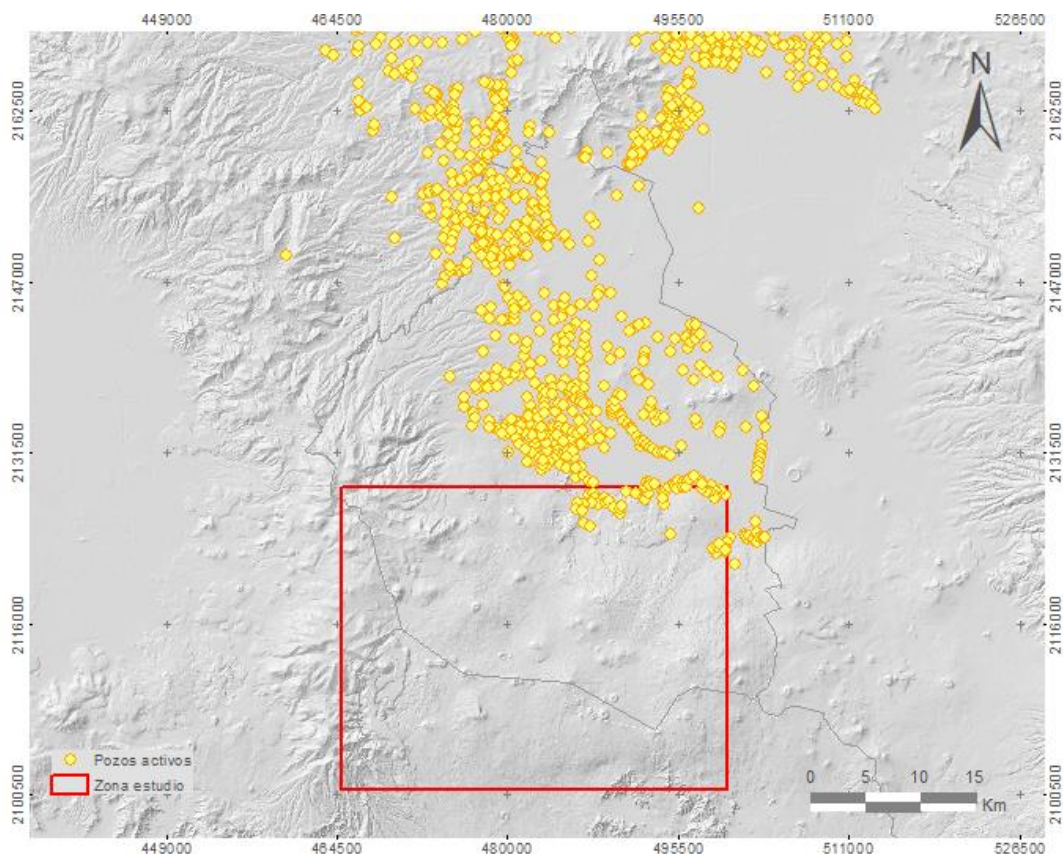 449000 464500 480000 495500 511000 526500
N
2162500 2162500
2147000 2147000
2131500 2131500
2116000 2116000
2100500 2100500
Pozos activos
Zona estudio
0 5 10 15
Km
449000 464500 480000 495500 511000 526500